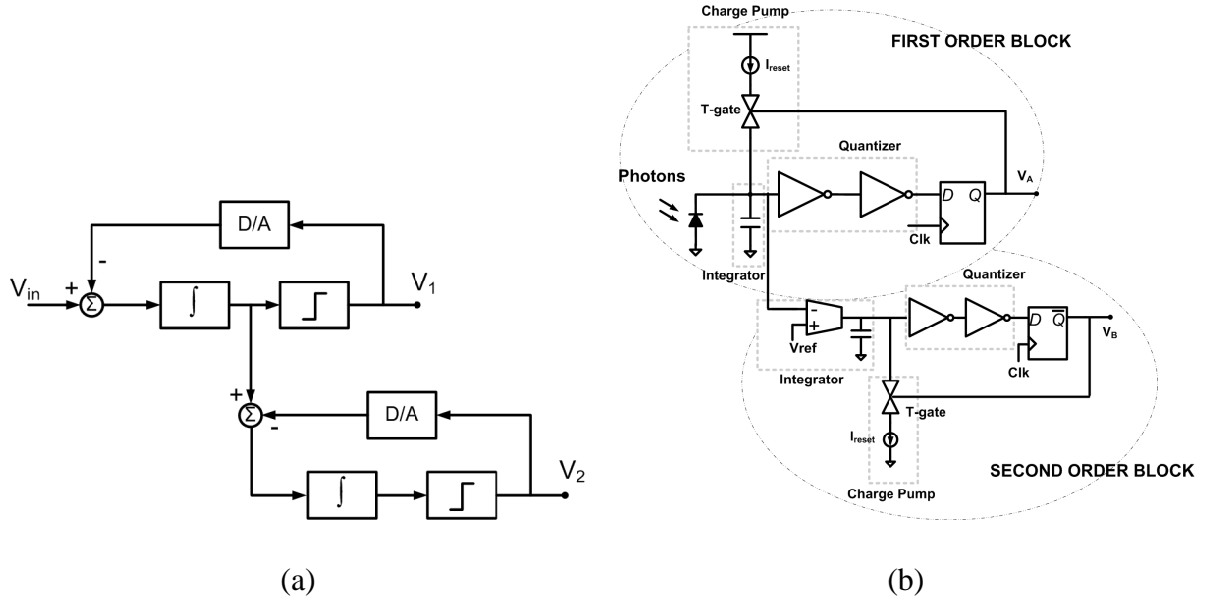 D/A
-
+
V_in
Σ
∫
V_1
+
Σ
-
D/A
∫
V_2
(a)
Charge Pump
FIRST ORDER BLOCK
I_reset
T-gate
Quantizer
Photons
D Q
V_A
Clk
Integrator
Quantizer
-
+
Vref
D Q̅
V_B
Clk
Integrator
T-gate
I_reset
SECOND ORDER BLOCK
Charge Pump
(b)